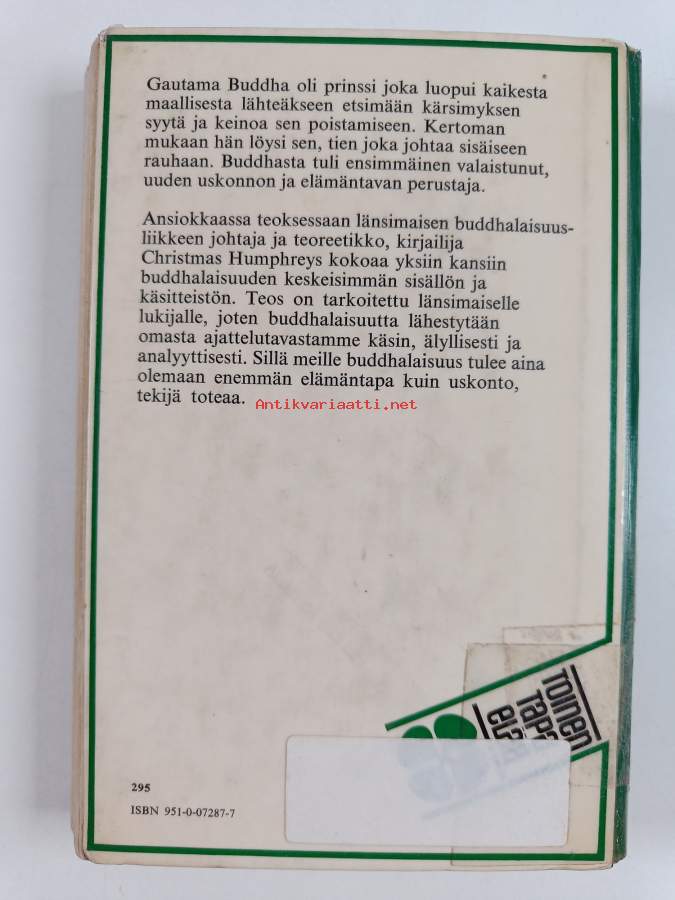 Gautama Buddha oli prinssi joka luopui kaikesta
maallisesta lähteäkseen etsimään kärsimyksen
syytä ja keinoa sen poistamiseen. Kertoman
mukaan hän löysi sen, tien joka johtaa sisäiseen
rauhaan. Buddhasta tuli ensimmäinen valaistunut,
uuden uskonnon ja elämäntavan perustaja.
Ansiokkaassa teoksessaan länsimaisen buddhalaisuus-
liikkeen johtaja ja teoreetikko, kirjailija
Christmas Humphreys kokoaa yksiin kansiin
buddhalaisuuden keskeisimmän sisällön ja
käsitteistön. Teos on tarkoitettu länsimaiselle
lukijalle, joten buddhalaisuutta lähestytään
omasta ajattelutavastamme käsin, älyllisesti ja
analyyttisesti. Sillä meille buddhalaisuus tulee aina
olemaan enemmän elämäntapa kuin uskonto,
tekijä toteaa.
Antikvariaatti.net
Toinen
295
ISBN 951-0-07287-7